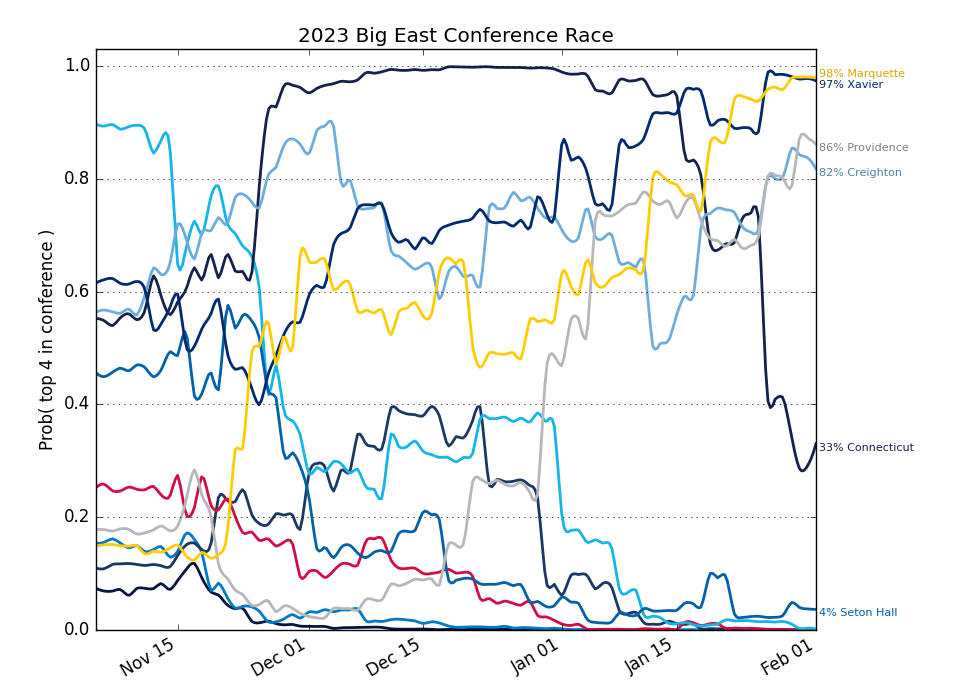 2023 Big East Conference Race
Prob( top 4 in conference )
1.0
0.8
0.6
0.4
0.2
0.0
98% Marquette
97% Xavier
86% Providence
82% Creighton
33% Connecticut
4% Seton Hall
Nov 15
Dec 01
Dec 15
Jan 01
Jan 15
Feb 01